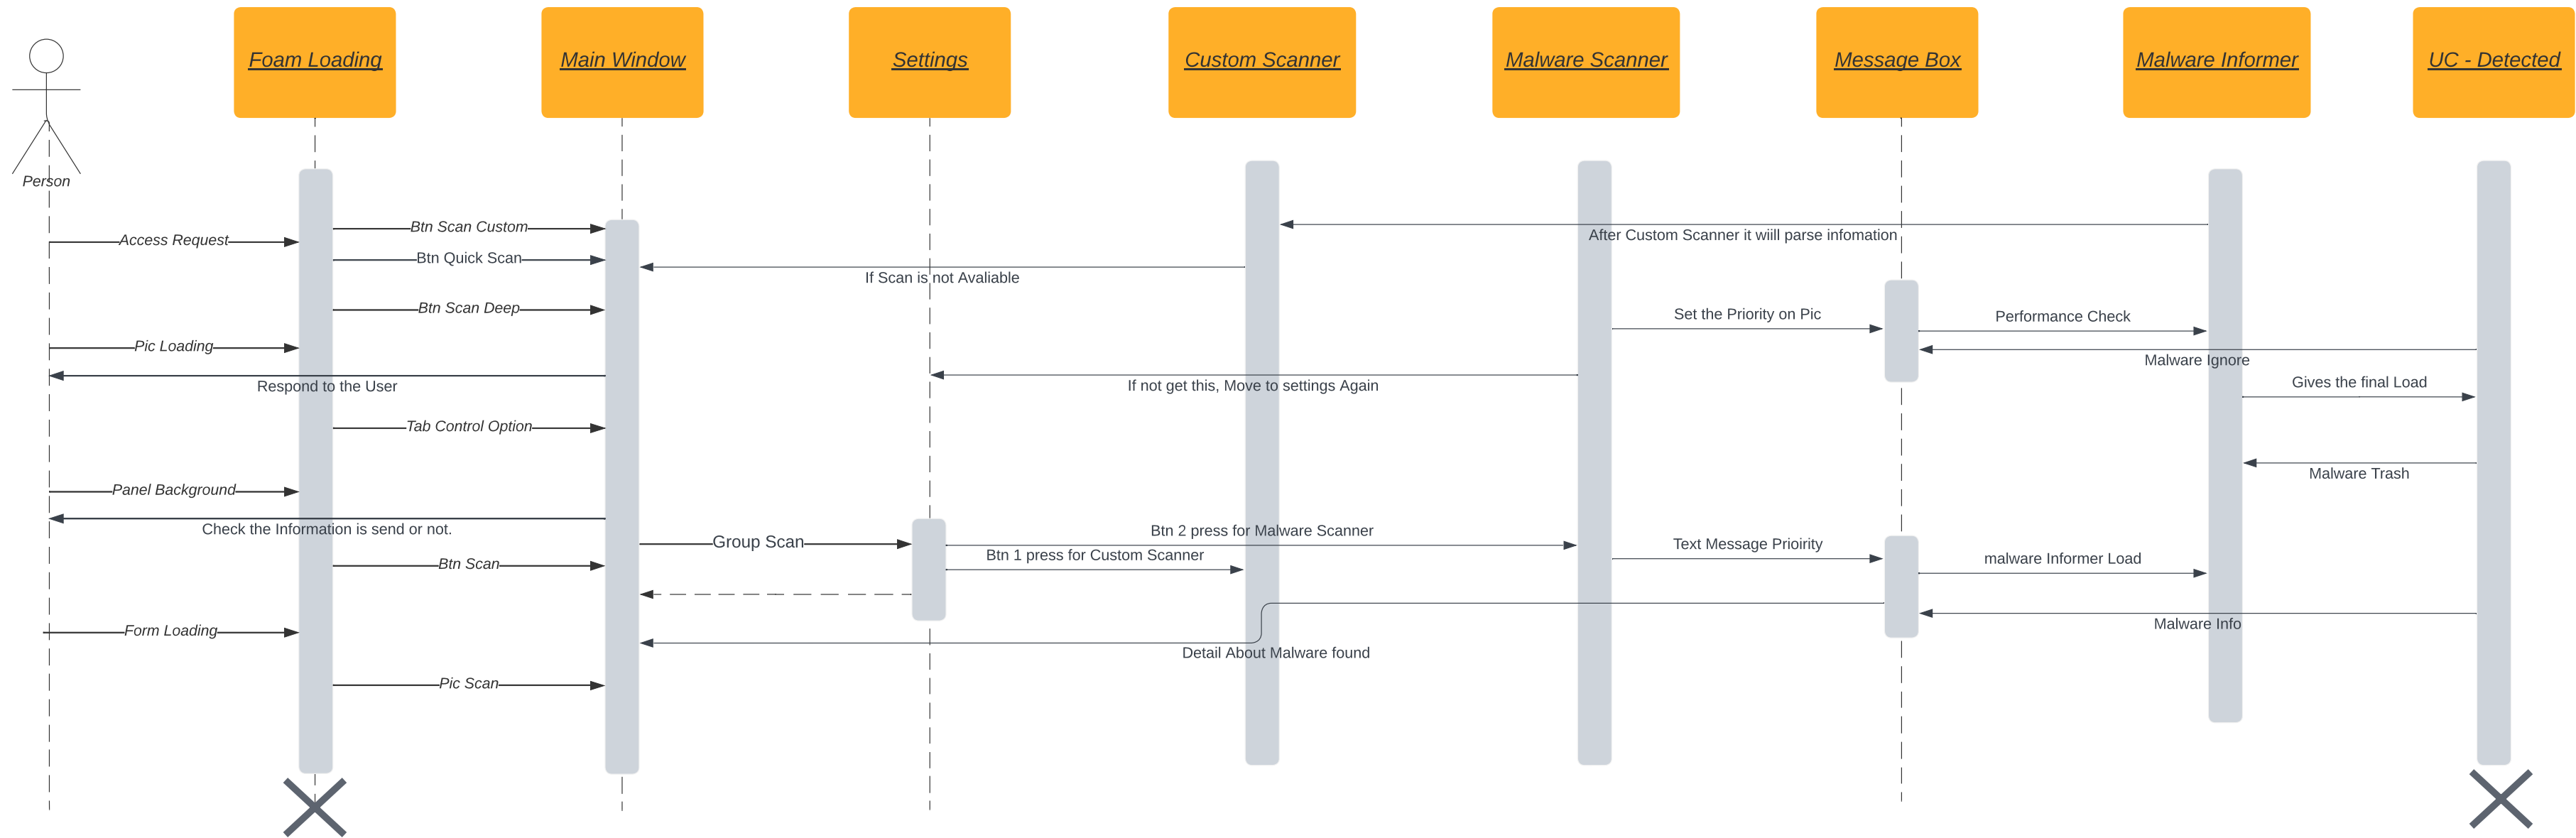 Foam Loading
Main Window
Settings
Custom Scanner
Malware Scanner
Message Box
Malware Informer
UC - Detected
Person
Btn Scan Custom
After Custom Scanner it wiill parse infomation
Access Request
Btn Quick Scan
If Scan is not Avaliable
Btn Scan Deep
Set the Priority on Pic
Performance Check
Pic Loading
Malware Ignore
Respond to the User
If not get this, Move to settings Again
Gives the final Load
Tab Control Option
Malware Trash
Panel Background
Check the Information is send or not.
Btn 2 press for Malware Scanner
Group Scan
Text Message Prioirity
Btn 1 press for Custom Scanner
malware Informer Load
Btn Scan
Malware Info
Form Loading
Detail About Malware found
Pic Scan